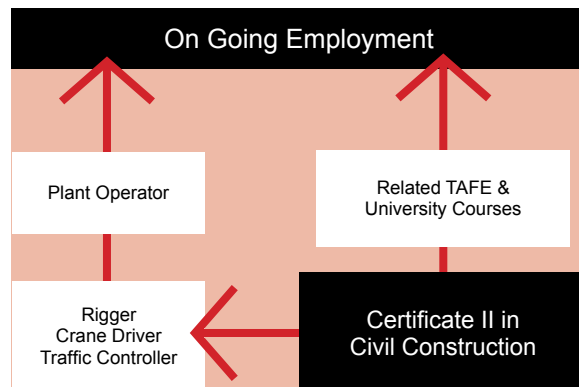 On Going Employment
Plant Operator
Related TAFE &
University Courses
Rigger
Crane Driver
Traffic Controller
Certificate II in
Civil Construction